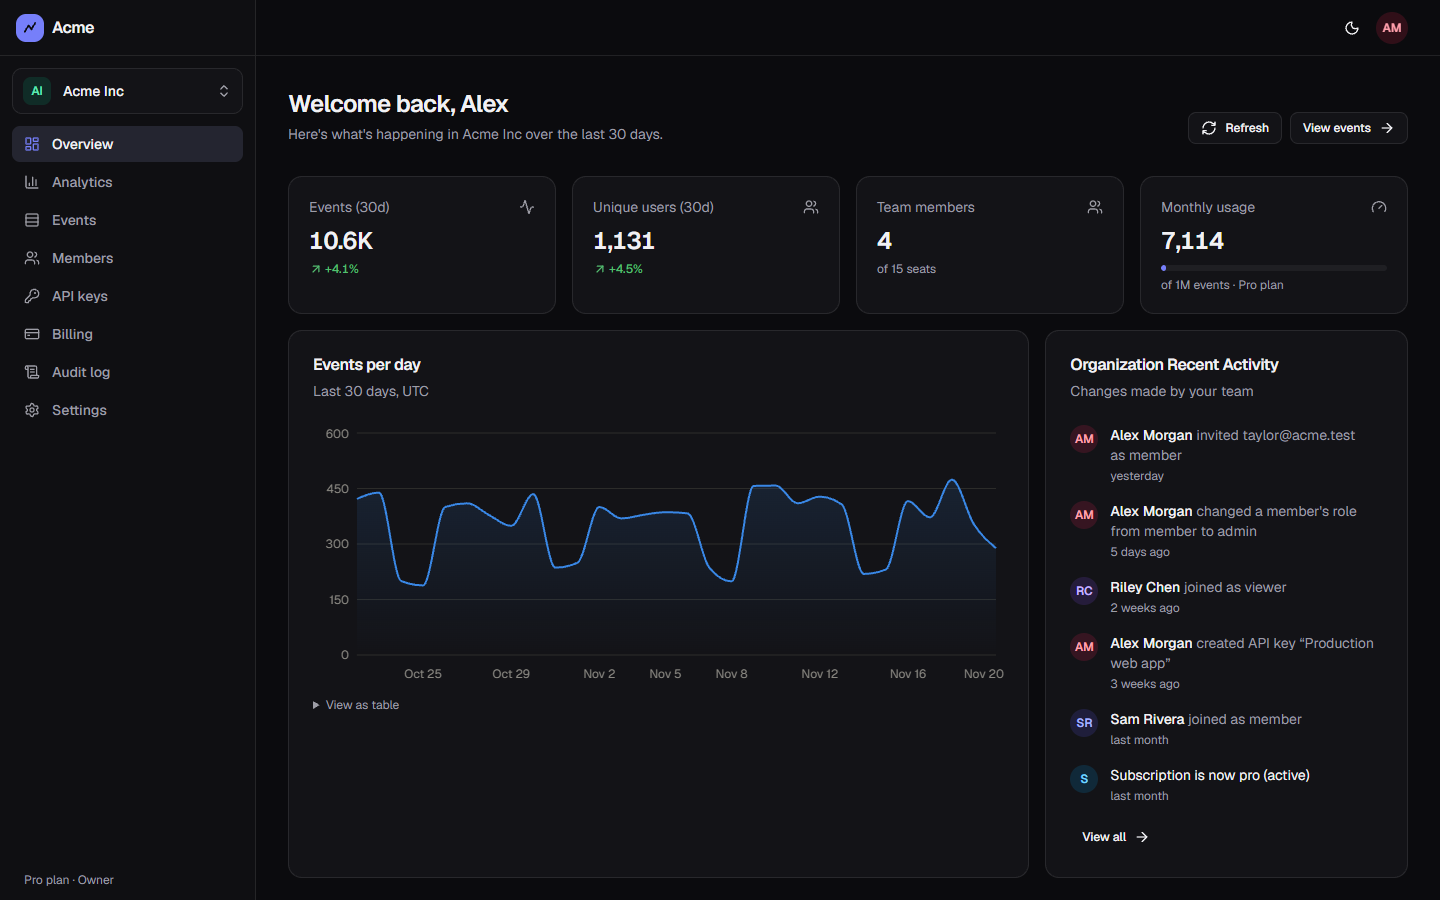 Acme
AM
AI Acme Inc
Overview
Analytics
Events
Members
API keys
Billing
Audit log
Settings
Pro plan · Owner
Welcome back, Alex
Here's what's happening in Acme Inc over the last 30 days.
Refresh
View events
Events (30d)
10.6K
+4.1%
Unique users (30d)
1,131
+4.5%
Team members
4
of 15 seats
Monthly usage
7,114
of 1M events · Pro plan
Events per day
Last 30 days, UTC
600
450
300
150
0
Oct 25 Oct 29 Nov 2 Nov 5 Nov 8 Nov 12 Nov 16 Nov 20
View as table
Organization Recent Activity
Changes made by your team
AM Alex Morgan invited taylor@acme.test
as member
yesterday
AM Alex Morgan changed a member's role
from member to admin
5 days ago
RC Riley Chen joined as viewer
2 weeks ago
AM Alex Morgan created API key “Production
web app”
3 weeks ago
SR Sam Rivera joined as member
last month
S Subscription is now pro (active)
last month
View all